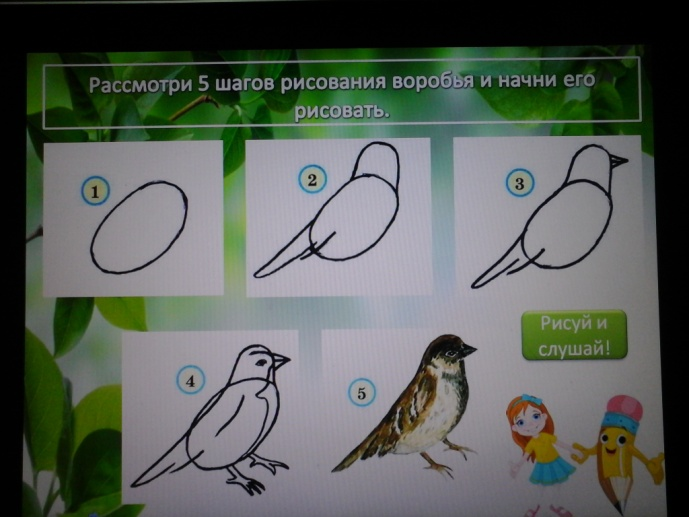 Рассмотри 5 шагов рисования воробья и начни его
рисовать.
1
2
3
4
5
Рисуй и
слушай!